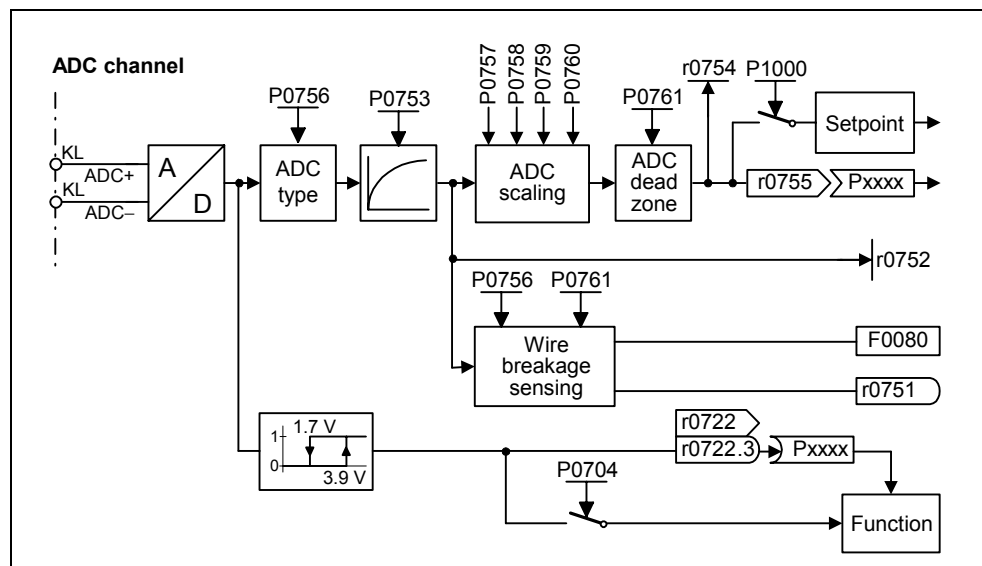 ADC channel
KL
ADC+
KL
ADC−
A
D
P0756
ADC
type
P0753
P0757
P0758
P0759
P0760
ADC
scaling
P0761
ADC
dead
zone
r0754
P1000
Setpoint
r0755
Pxxxx
r0752
P0756
P0761
Wire
breakage
sensing
F0080
r0751
1.7 V
1
0
3.9 V
r0722
r0722.3
Pxxxx
P0704
Function